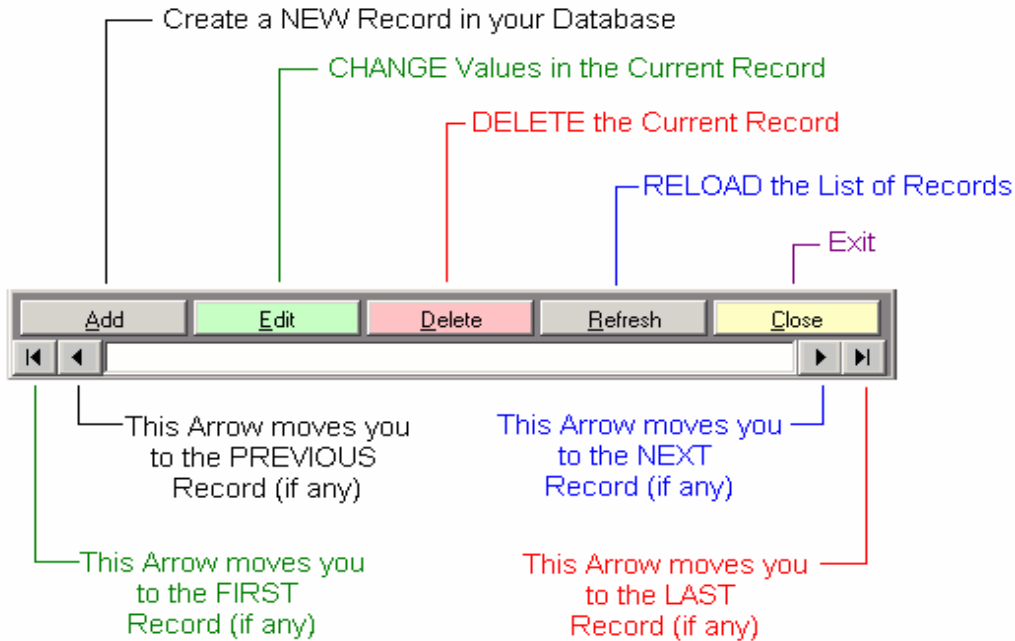 Create a NEW Record in your Database
CHANGE Values in the Current Record
DELETE the Current Record
RELOAD the List of Records
Exit
Add Edit Delete Refresh Close
This Arrow moves you
to the PREVIOUS
Record (if any)
This Arrow moves you
to the NEXT
Record (if any)
This Arrow moves you
to the FIRST
Record (if any)
This Arrow moves you
to the LAST
Record (if any)